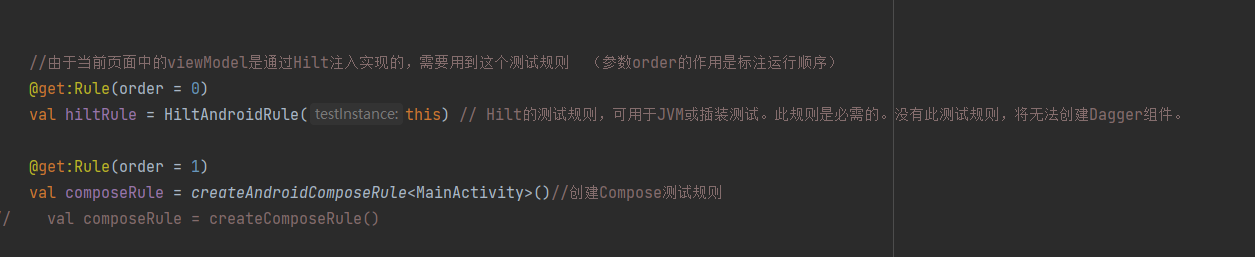 //由于当前页面中的viewModel是通过Hilt注入实现的，需要用到这个测试规则 （参数order的作用是标注运行顺序）
@get:Rule(order = 0)
val hiltRule = HiltAndroidRule( testInstance: this) // Hilt的测试规则，可用于JVM或插装测试。此规则是必需的。没有此测试规则，将无法创建Dagger组件。
@get:Rule(order = 1)
val composeRule = createAndroidComposeRule<MainActivity>()//创建Compose测试规则
//    val composeRule = createComposeRule()